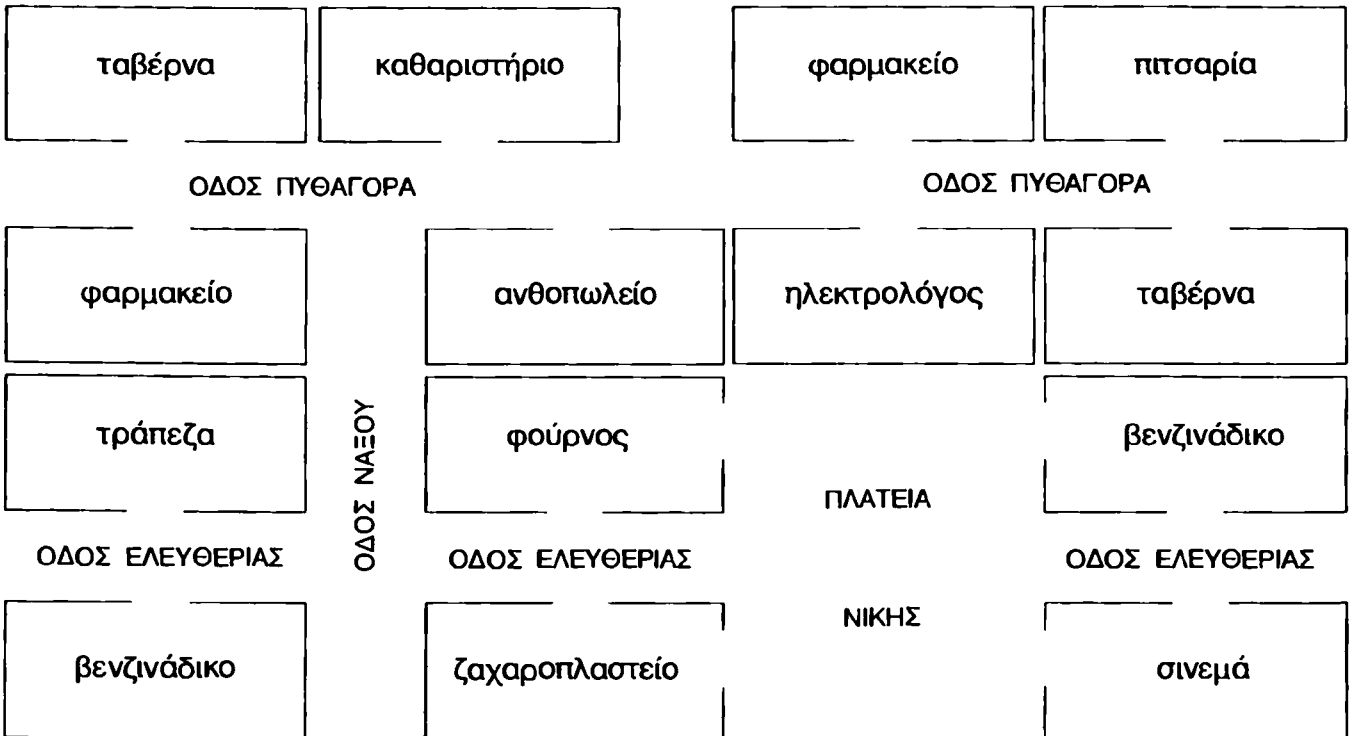 ταβέρνα
καθαριστήριο
φαρμακείο
πιτσαρία
ΟΔΟΣ ΠΥΘΑΓΟΡΑ
ΟΔΟΣ ΠΥΘΑΓΟΡΑ
φαρμακείο
ανθοπωλείο
ηλεκτρολόγος
ταβέρνα
τράπεζα
ΟΔΟΣ ΝΑΞΟΥ
φούρνος
βενζινάδικο
ΠΛΑΤΕΙΑ
ΟΔΟΣ ΕΛΕΥΘΕΡΙΑΣ
ΟΔΟΣ ΕΛΕΥΘΕΡΙΑΣ
ΟΔΟΣ ΕΛΕΥΘΕΡΙΑΣ
ΝΙΚΗΣ
βενζινάδικο
ζαχαροπλαστείο
σινεμά